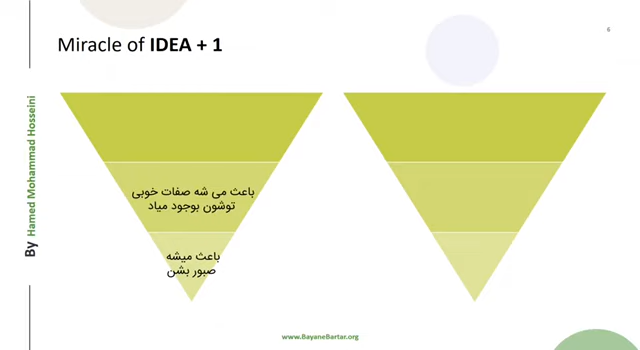 6
Miracle of IDEA + 1
By Hamed Mohammad Hosseini
باعث می شه صفات خوبی
توشون بوجود میاد
باعث میشه
صبور بشن
www.BayaneBartar.org